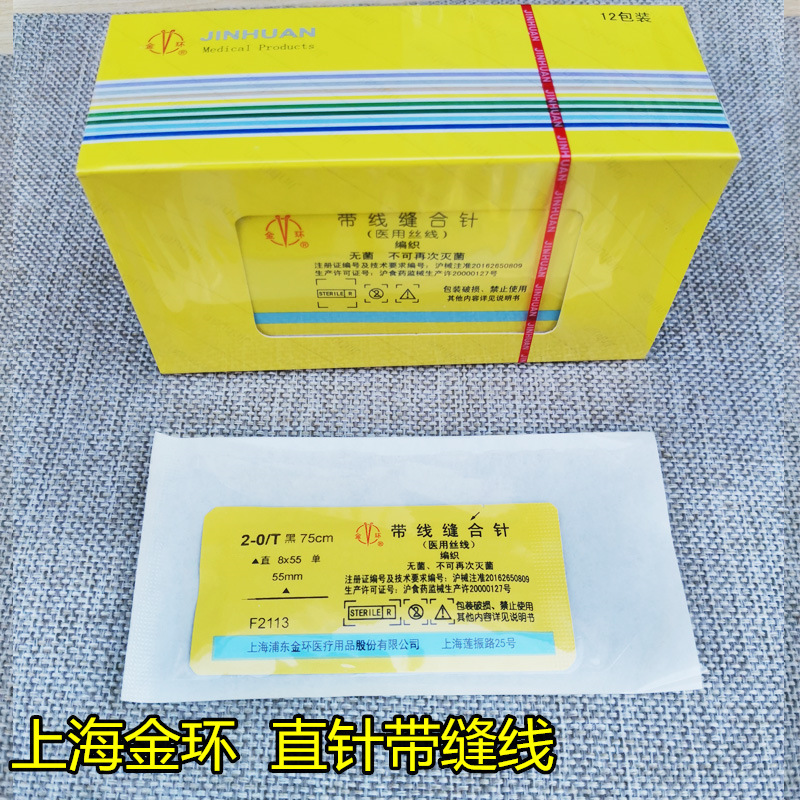 金环®
JINHUAN
Medical Products
12包装
JINHUAN JINHUAN JINHUAN JINHUAN JINHUAN
金环®
带线缝合针
(医用丝线)
编织
无菌 不可再次灭菌
注册证编号及技术要求编号:沪械注准20162650809
生产许可证号:沪食药监械生产许20000127号
STERILE R
包装破损、禁止使用
其他内容详见说明书
2-0/T 黑 75cm
▲直 8x55 单
55mm
▲
F2113
金环®
带线缝合针
(医用丝线)
编织
无菌、不可再次灭菌
注册证编号及技术要求编号:沪械注准20162650809
生产许可证号:沪食药监械生产许20000127号
STERILE R
包装破损、禁止使用
其他内容详见说明书
上海浦东金环医疗用品股份有限公司 上海莲振路25号
上海金环 直针带缝线